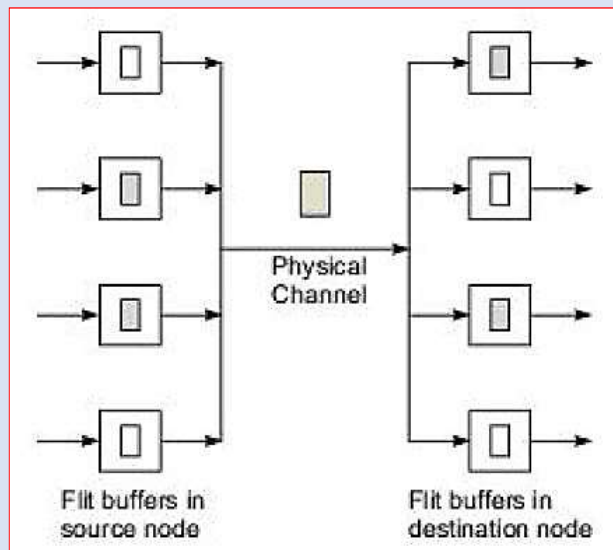 Physical
Channel
Flit buffers in
source node
Flit buffers in
destination node